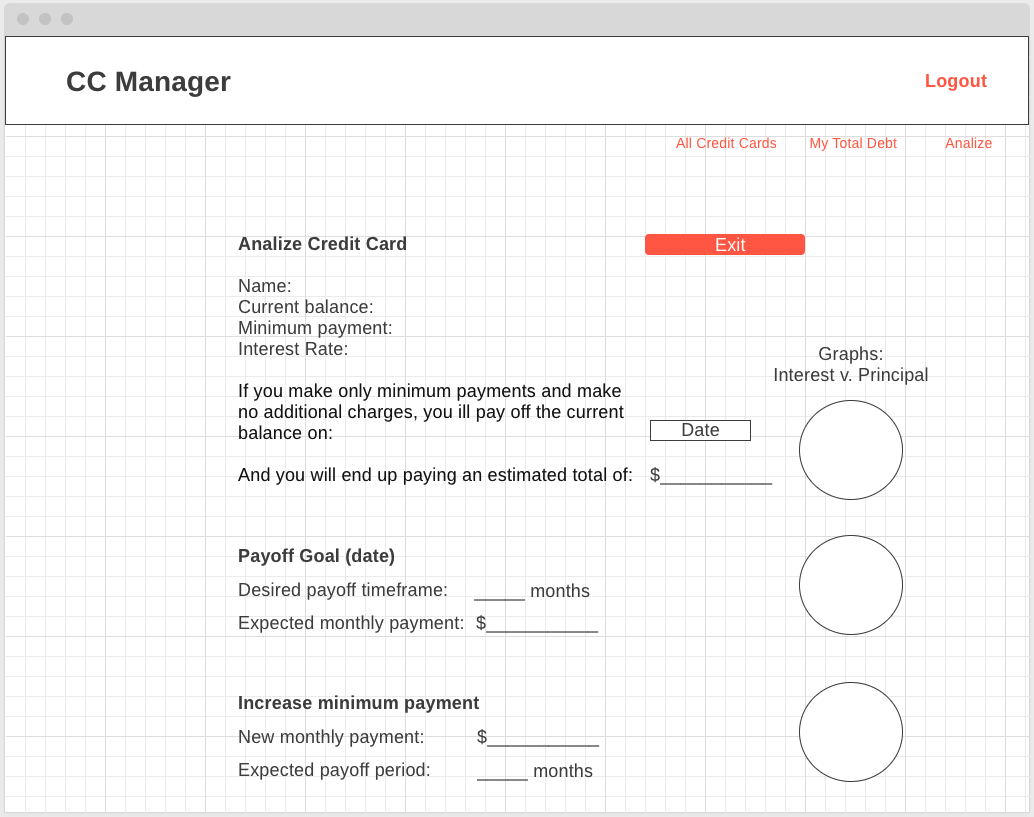 CC Manager
Logout
All Credit Cards My Total Debt Analize
Analize Credit Card
Exit
Name:
Current balance:
Minimum payment:
Interest Rate:
Graphs:
Interest v. Principal
If you make only minimum payments and make
no additional charges, you ill pay off the current
balance on:
Date
And you will end up paying an estimated total of: $___________
Payoff Goal (date)
Desired payoff timeframe: _____ months
Expected monthly payment: $___________
Increase minimum payment
New monthly payment: $___________
Expected payoff period: _____ months